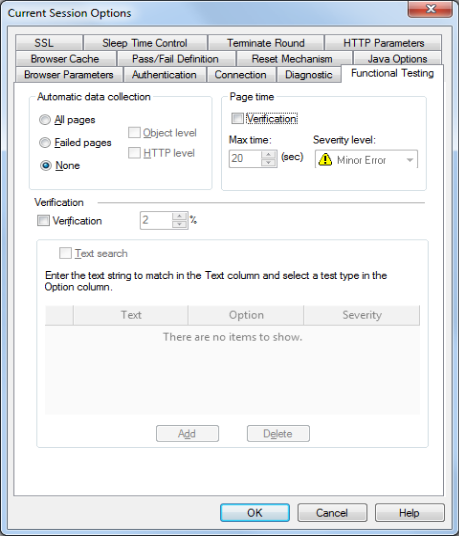 Current Session Options
SSL Sleep Time Control Terminate Round HTTP Parameters
Browser Cache Pass/Fail Definition Reset Mechanism Java Options
Browser Parameters Authentication Connection Diagnostic Functional Testing
Automatic data collection
All pages
Failed pages
None
Object level
HTTP level
Page time
Verification
Max time: Severity level:
20 (sec) Minor Error
Verification
Verification 2 %
Text search
Enter the text string to match in the Text column and select a test type in the
Option column.
Text Option Severity
There are no items to show.
Add Delete
OK Cancel Help